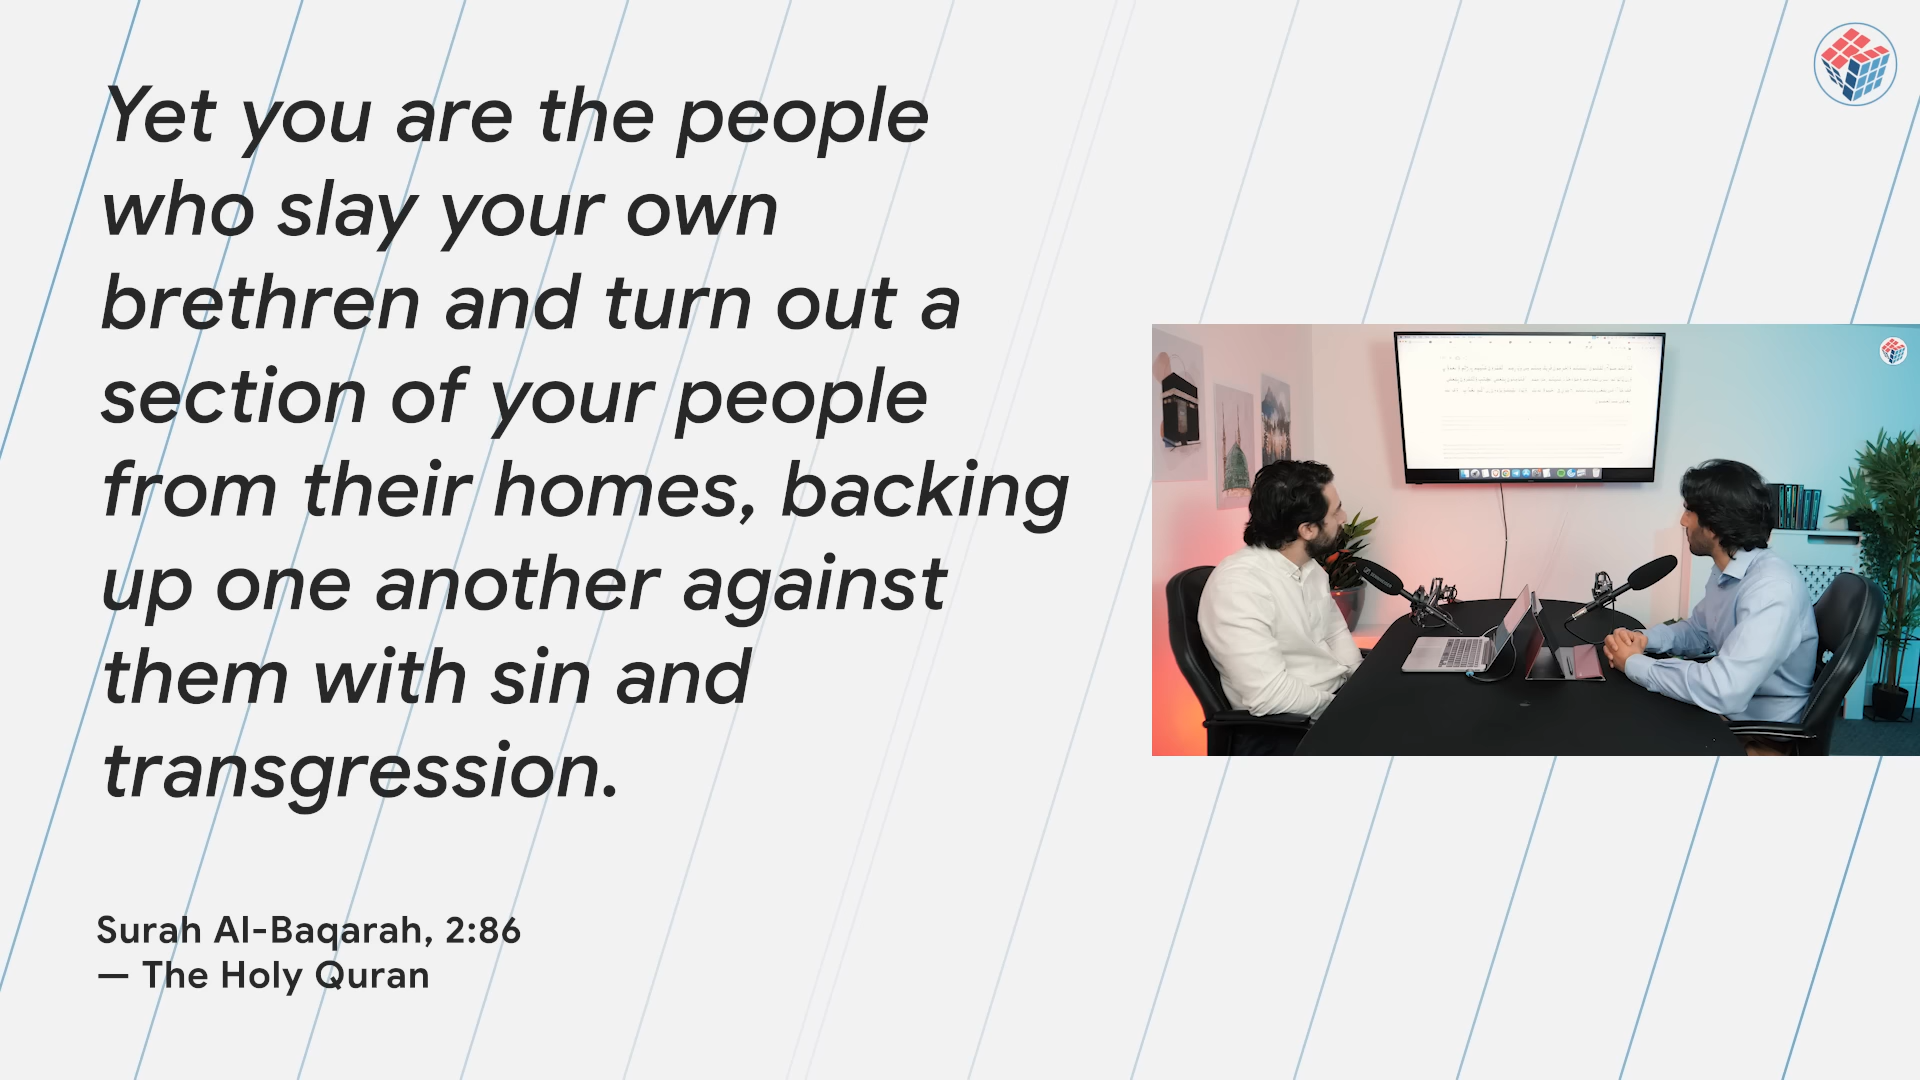 Yet you are the people
who slay your own
brethren and turn out a
section of your people
from their homes, backing
up one another against
them with sin and
transgression.
Surah Al-Baqarah, 2:86
— The Holy Quran